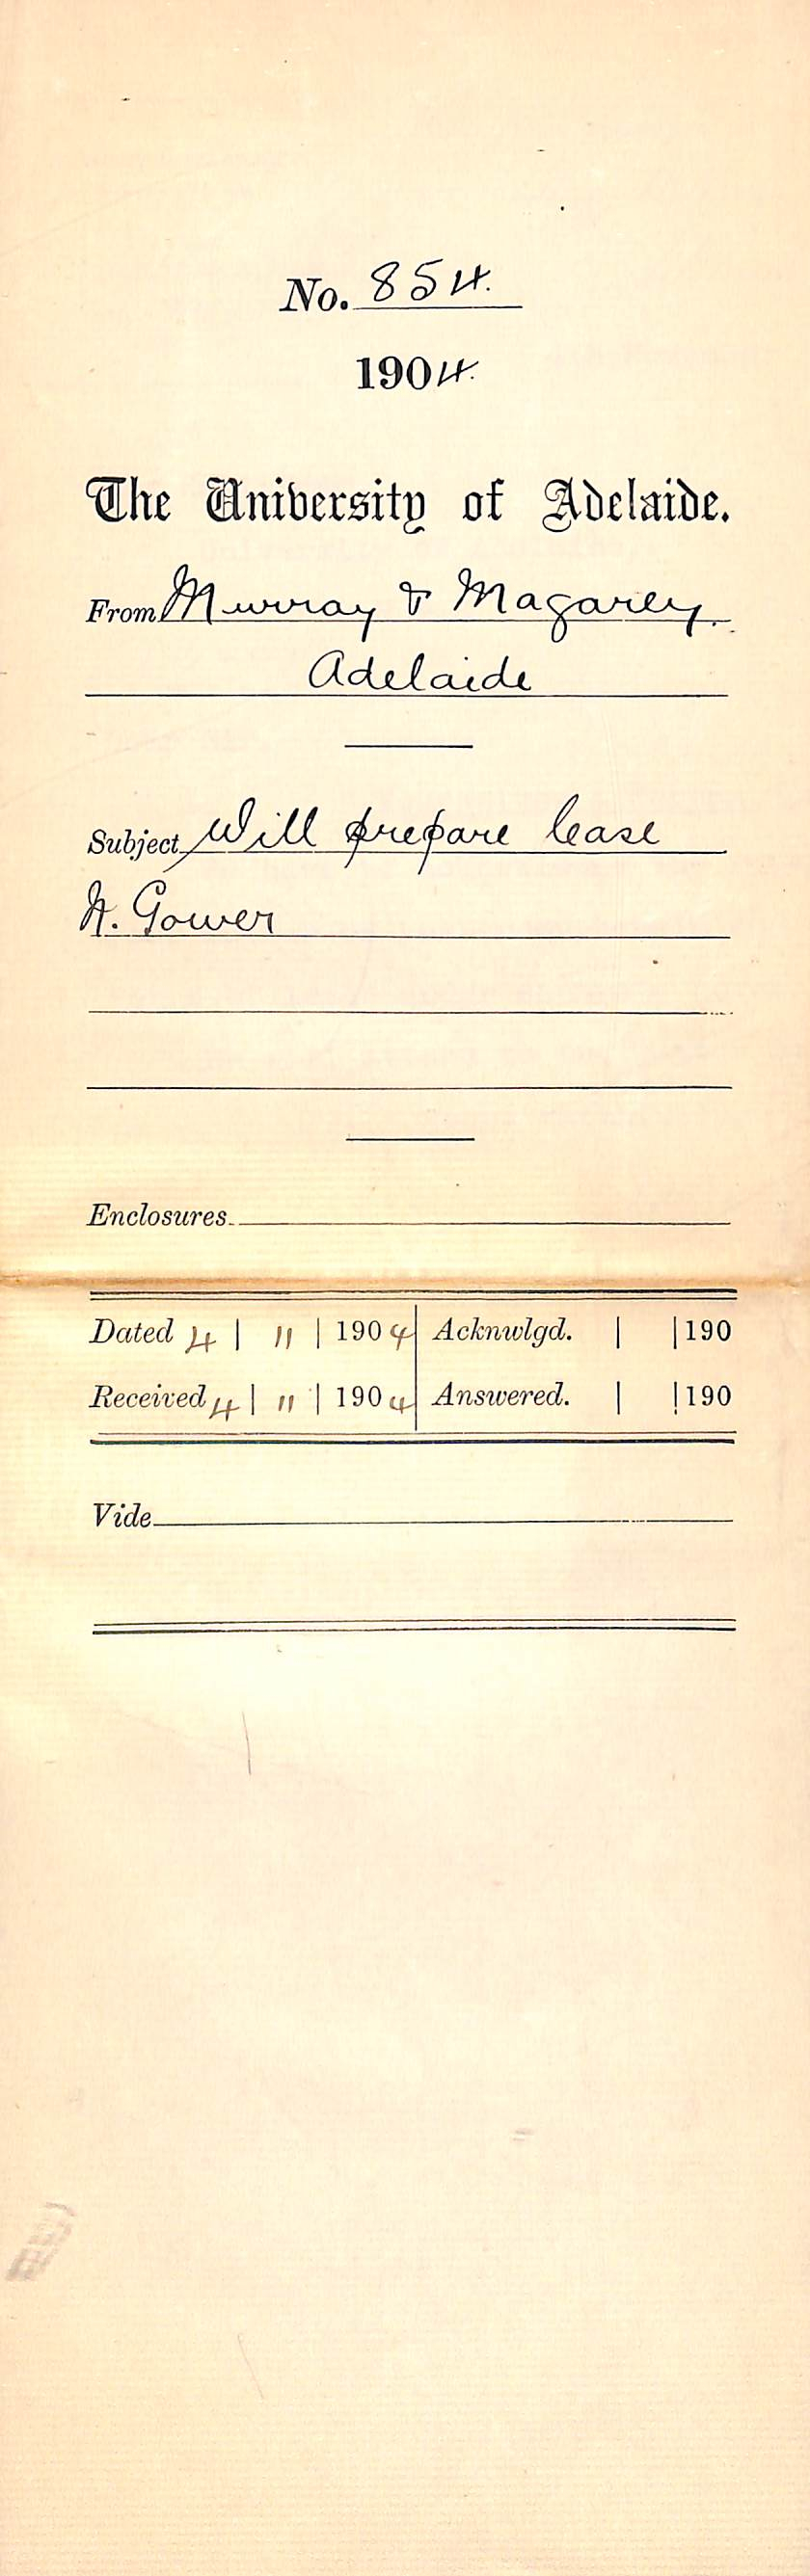 No. 854.
1904.
The University of Adelaide.
From Murray & Magarey.
Adelaide
Subject Will prepare lease
H. Gower
Enclosures.
Dated 4 | 11 | 1904 Acknwlgd. | | 190
Received 4 | 11 | 1904 Answered. | | 190
Vide